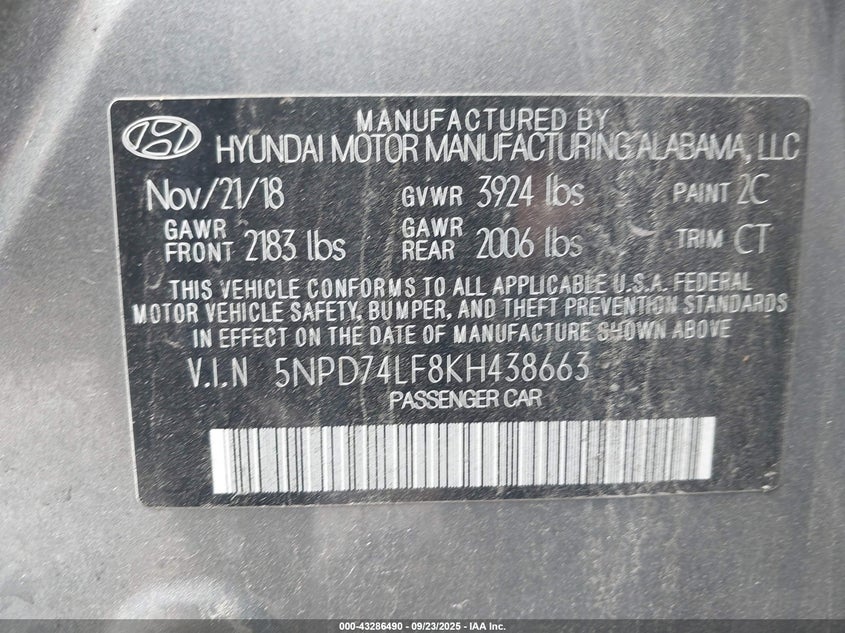 MANUFACTURED BY
HYUNDAI MOTOR MANUFACTURING ALABAMA, LLC
Nov/21/18 GVWR 3924 lbs PAINT 2C
GAWR FRONT 2183 lbs GAWR REAR 2006 lbs TRIM CT
THIS VEHICLE CONFORMS TO ALL APPLICABLE U.S.A. FEDERAL
MOTOR VEHICLE SAFETY, BUMPER, AND THEFT PREVENTION STANDARDS
IN EFFECT ON THE DATE OF MANUFACTURE SHOWN ABOVE
V.I.N 5NPD74LF8KH438663
PASSENGER CAR
000-43286490 - 09/23/2025 - IAA Inc.